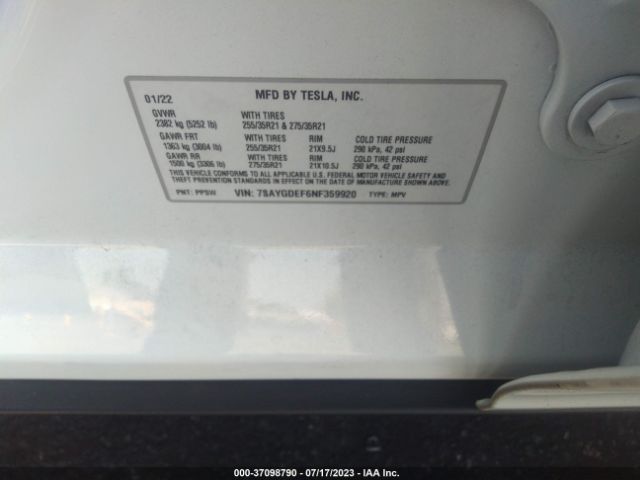 01/22 MFD BY TESLA, INC.
GVWR WITH TIRES
2382 kg (5252 lb) 255/35R21 & 275/35R21
GAWR FRT WITH TIRES RIM COLD TIRE PRESSURE
1363 kg (3004 lb) 255/35R21 21X9.5J 290 kPa, 42 psi
GAWR RR WITH TIRES RIM COLD TIRE PRESSURE
1500 kg (3306 lb) 275/35R21 21X10.5J 290 kPa, 42 psi
THIS VEHICLE CONFORMS TO ALL APPLICABLE U.S. FEDERAL MOTOR VEHICLE SAFETY AND
THEFT PREVENTION STANDARDS IN EFFECT ON THE DATE OF MANUFACTURE SHOWN ABOVE.
PNT: PPSW VIN: 7SAYGDEF6NF359920 TYPE: MPV
000-37098790 - 07/17/2023 - IAA Inc.